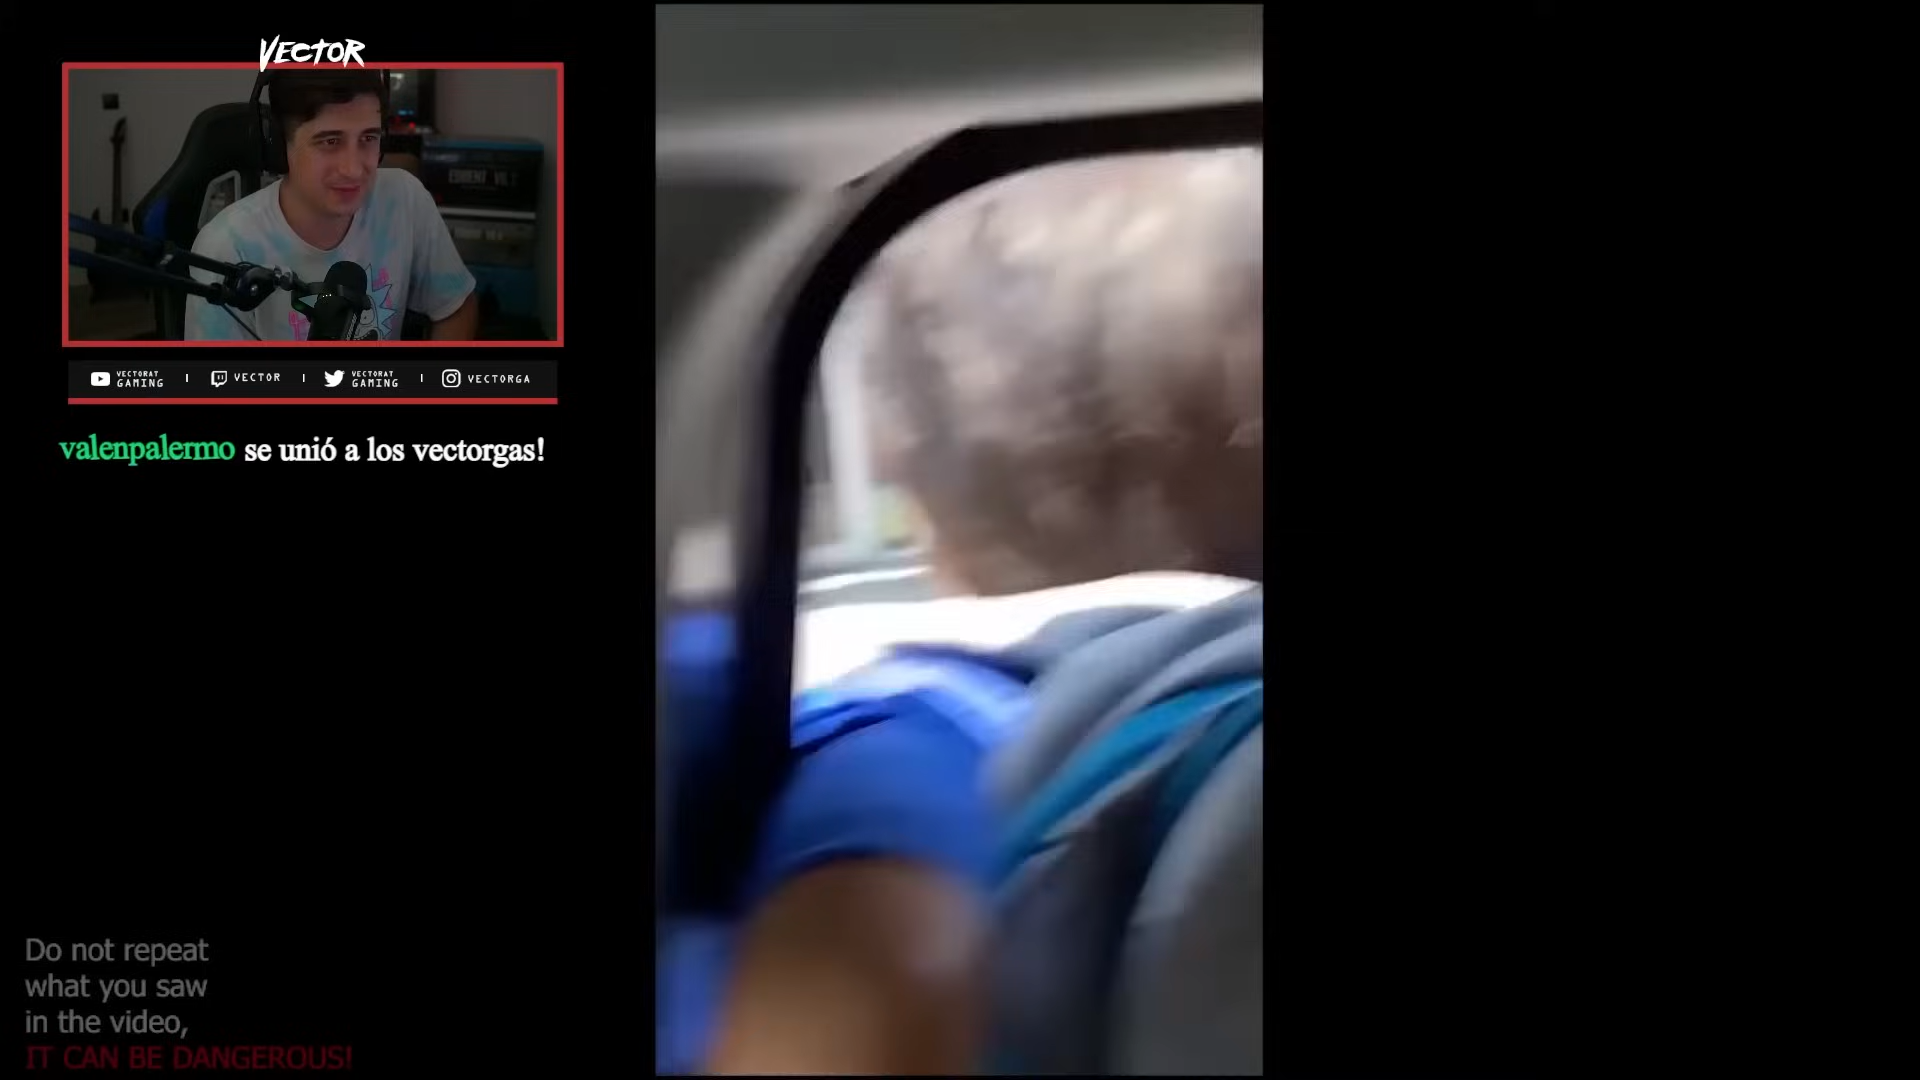 VECTOR
VECTORAT
GAMING
VECTOR
VECTORAT
GAMING
VECTORGA
valenpalermo se unió a los vectorgas!
Do not repeat
what you saw
in the video,
IT CAN BE DANGEROUS!